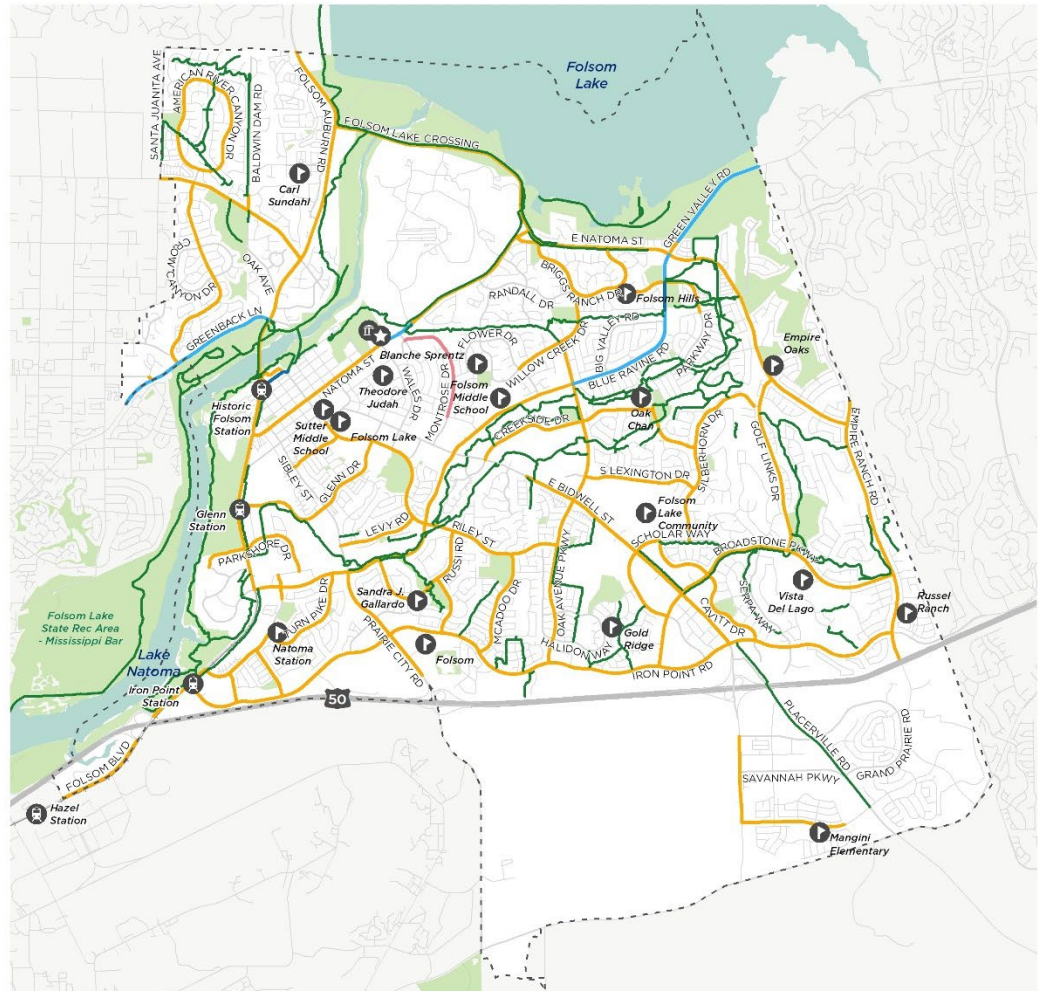 Folsom
Lake
SANTA JUANITA AVE
AMERICAN RIVER
CANYON DR
BALDWIN DAM RD
FOLSOM AUBURN RD
FOLSOM LAKE CROSSING
Carl
Sundahl
GREEN VALLEY RD
E NATOMA ST
CROW CANYON DR
OAK AVE
BRIGGS
RANCH DR
Folsom Hills
RANDALL DR
GREENBACK LN
BIG VALLEY RD
PARKWAY DR
Empire
Oaks
FLOWER DR
WILLOW CREEK DR
BLUE RAVINE RD
Blanche Sprentz
NATOMA ST
WALES DR
MONTROSE DR
Theodore
Judah
Folsom
Middle
School
Historic
Folsom
Station
Sutter
Middle
School
Folsom Lake
CREEKSIDE DR
Oak
Chan
SILBERHORN DR
GOLF LINKS DR
EMPIRE RANCH RD
SIBLEY ST
GLENN DR
S LEXINGTON DR
E BIDWELL ST
Folsom
Lake
Community
Glenn
Station
LEVY RD
RILEY ST
SCHOLAR WAY
BROADSTONE PKWY
PARKSHORE DR
RUSSI RD
OAK AVENUE PKWY
Sandra J.
Gallardo
MCADOO DR
SERPA WAY
Vista
Del Lago
Russel
Ranch
Folsom Lake
State Rec Area
- Mississippi Bar
TURN PIKE DR
PRAIRIE CITY RD
CAVITT DR
Natoma
Station
Folsom
HALIDON WAY
Gold
Ridge
Lake
Natoma
IRON POINT RD
Iron Point
Station
50
PLACERVILLE RD
GRAND PRAIRIE RD
FOLSOM BLVD
SAVANNAH PKWY
Hazel
Station
Mangini
Elementary